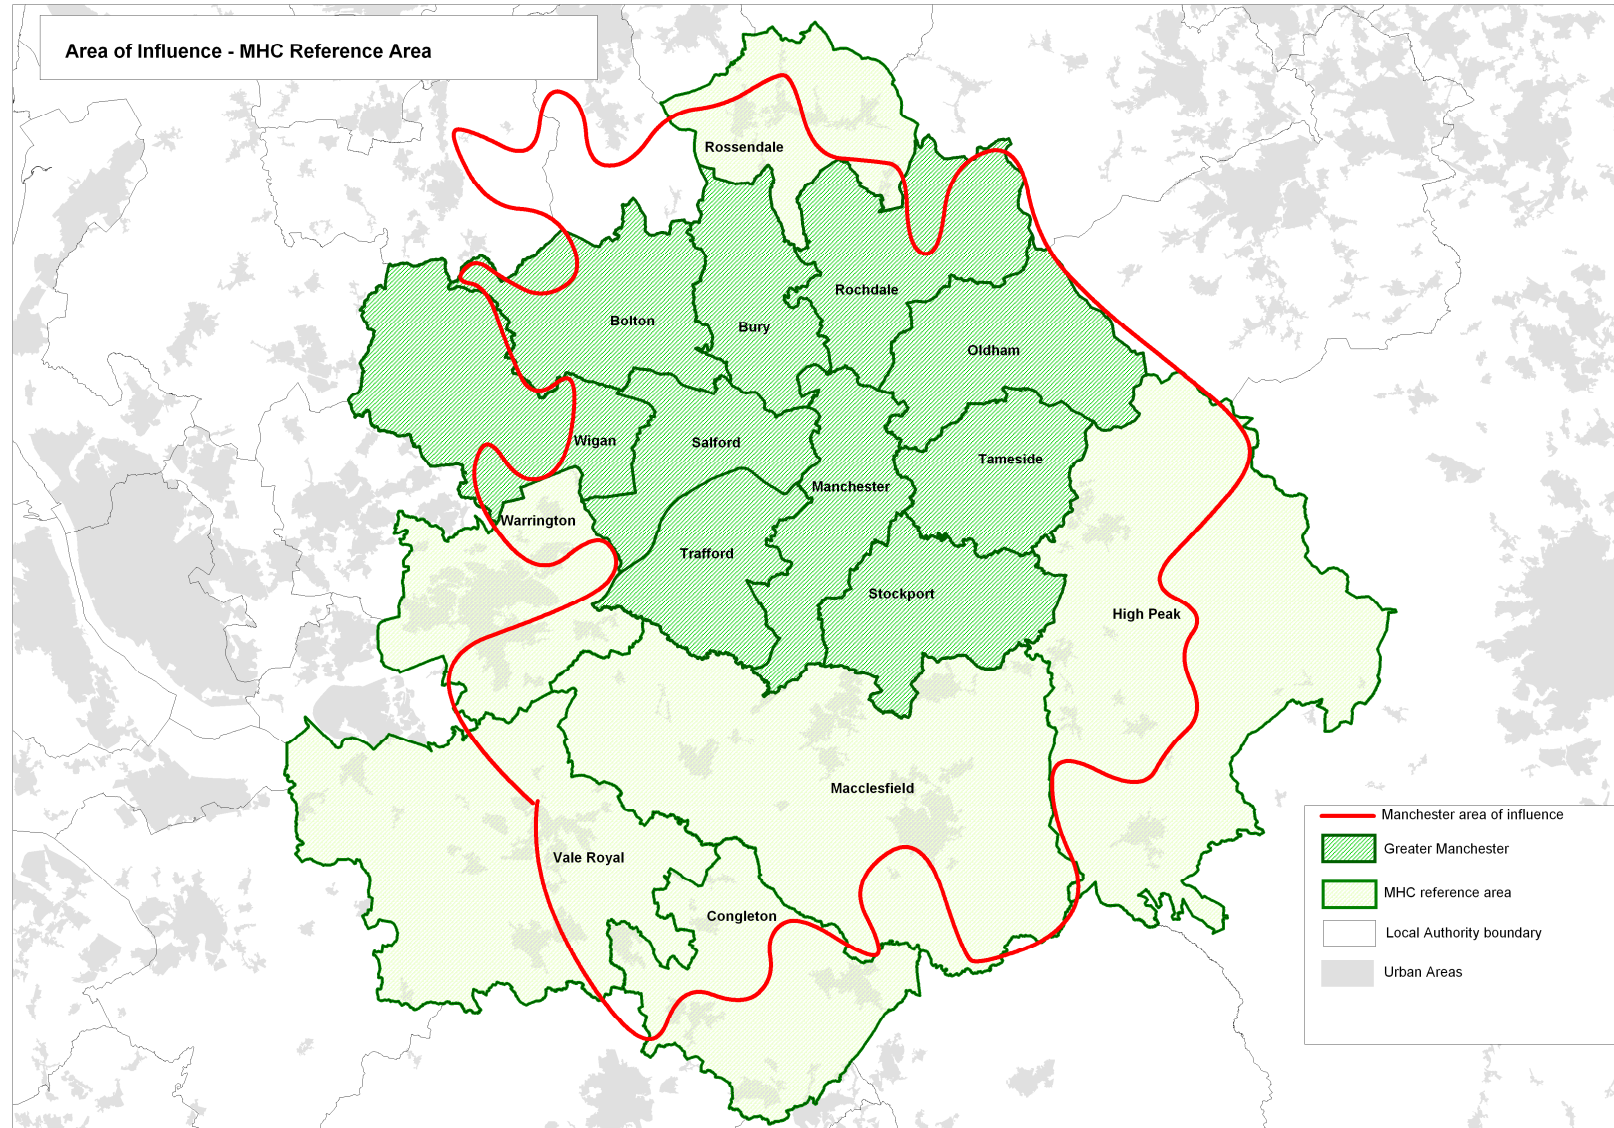 Area of Influence - MHC Reference Area
Rossendale
Rochdale
Bolton
Bury
Oldham
Wigan
Salford
Tameside
Manchester
Warrington
Trafford
Stockport
High Peak
Macclesfield
Vale Royal
Congleton
Manchester area of influence
Greater Manchester
MHC reference area
Local Authority boundary
Urban Areas